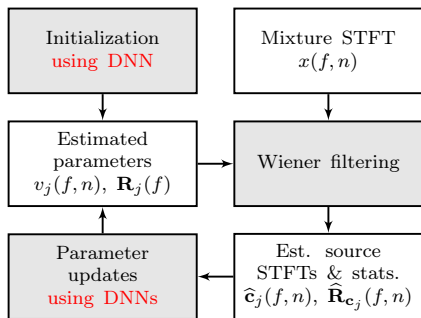 Initialization
using DNN
Mixture STFT
x(f, n)
Estimated
parameters
v_j(f, n), R_j(f)
Wiener filtering
Parameter
updates
using DNNs
Est. source
STFTs & stats.
ĉ_j(f, n), R̂_{c_j}(f, n)